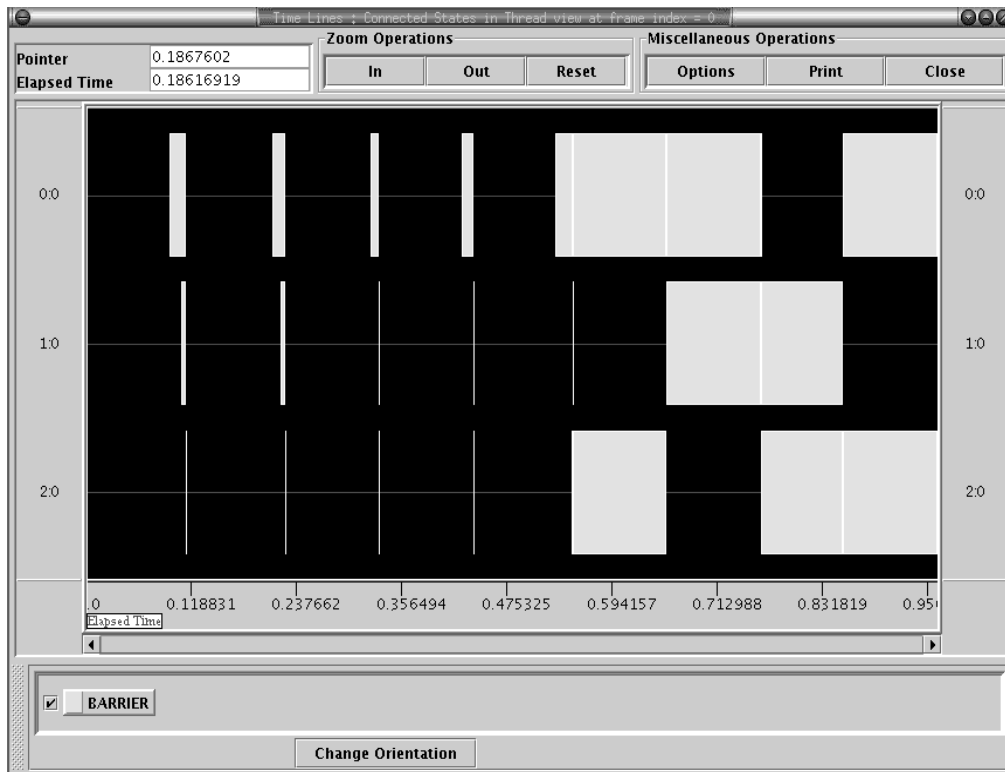 Time Lines : Connected States in Thread view at frame index = 0
Zoom Operations
Miscellaneous Operations
Pointer 0.1867602
Elapsed Time 0.18616919
In Out Reset
Options Print Close
0:0 0:0
1:0 1:0
2:0 2:0
.0 0.118831 0.237662 0.356494 0.475325 0.594157 0.712988 0.831819
Elapsed Time
BARRIER
Change Orientation